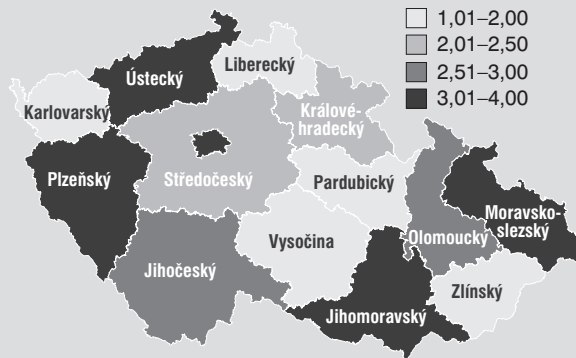 1,01–2,00
2,01–2,50
2,51–3,00
3,01–4,00
Ústecký
Liberecký
Karlovarský
Králové-
hradecký
Plzeňský
Středočeský
Pardubický
Moravsko-
slezský
Vysočina
Olomoucký
Jihočeský
Zlínský
Jihomoravský